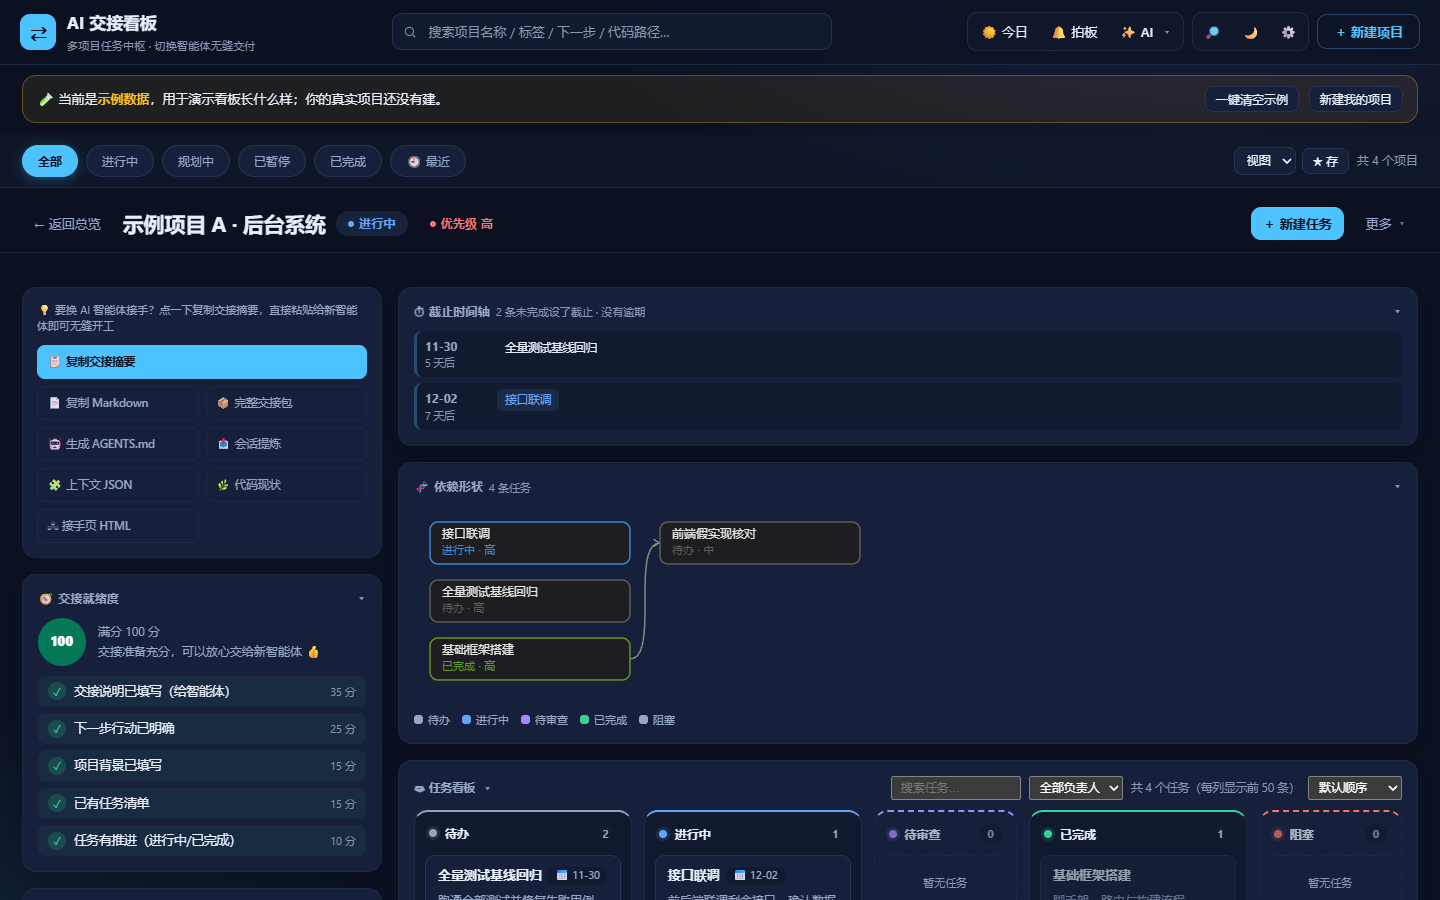 AI 交接看板
多项目任务中枢 · 切换智能体无缝交付
搜索项目名称 / 标签 / 下一步 / 代码路径...
今日
拍板
AI
+ 新建项目
当前是示例数据，用于演示看板长什么样；你的真实项目还没有建。
一键清空示例
新建我的项目
全部
进行中
规划中
已暂停
已完成
最近
视图
★ 存
共 4 个项目
← 返回总览
示例项目 A · 后台系统
进行中
优先级 高
+ 新建任务
更多
要换 AI 智能体接手？点一下复制交接摘要，直接粘贴给新智能
体即可无缝开工
复制交接摘要
复制 Markdown
完整交接包
生成 AGENTS.md
会话提炼
上下文 JSON
代码现状
接手页 HTML
交接就绪度
100
满分 100 分
交接准备充分，可以放心交给新智能体
✓ 交接说明已填写（给智能体） 35 分
✓ 下一步行动已明确 25 分
✓ 项目背景已填写 15 分
✓ 已有任务清单 15 分
✓ 任务有推进（进行中/已完成） 10 分
截止时间轴 2 条未完成设了截止 · 没有逾期
11-30
5 天后
全量测试基线回归
12-02
7 天后
接口联调
依赖形状 4 条任务
接口联调
进行中 · 高
前端假实现核对
待办 · 中
全量测试基线回归
待办 · 高
基础框架搭建
已完成 · 高
待办
进行中
待审查
已完成
阻塞
任务看板
搜索任务...
全部负责人
共 4 个任务（每列显示前 50 条）
默认顺序
待办 2
进行中 1
待审查 0
已完成 1
阻塞 0
全量测试基线回归 11-30
接口联调 12-02
暂无任务
基础框架搭建
暂无任务